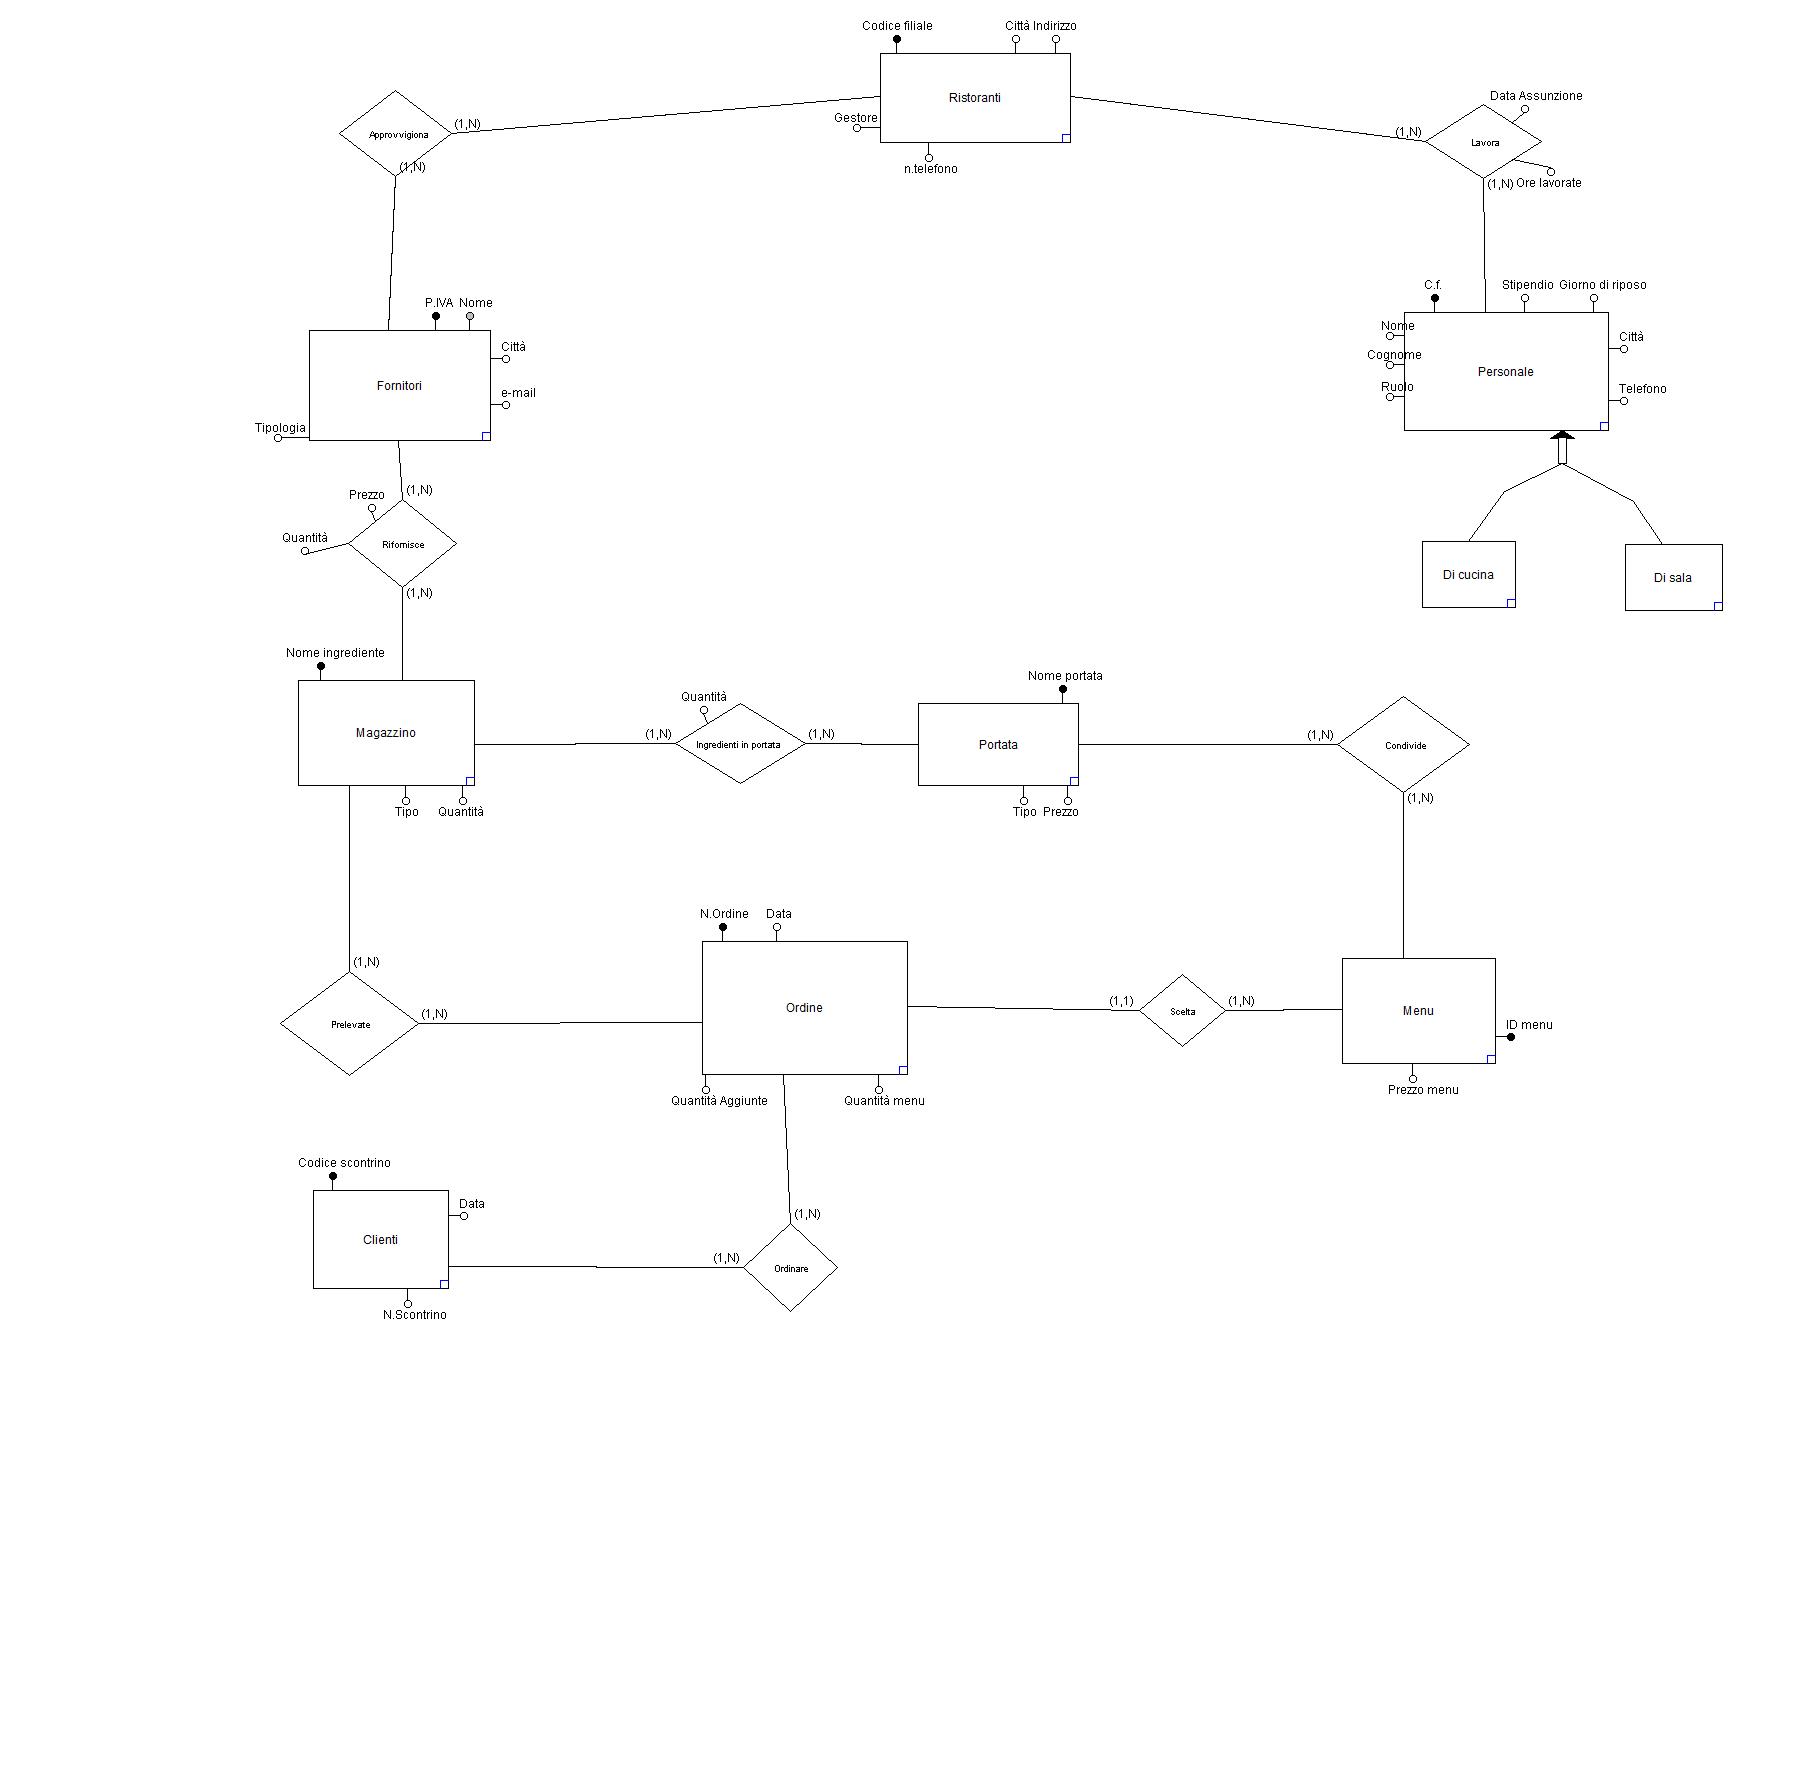 Codice filiale
Città Indirizzo
Ristoranti
Gestore
n.telefono
Approvvigiona
(1,N)
(1,N)
Data Assunzione
(1,N)
Lavora
(1,N)
Ore lavorate
P.IVA Nome
Città
Fornitori
e-mail
Tipologia
C.f.
Stipendio
Giorno di riposo
Nome
Città
Cognome
Personale
Ruolo
Telefono
Di cucina
Di sala
Prezzo
(1,N)
Quantità
Rifornisce
(1,N)
Nome ingrediente
Magazzino
Tipo
Quantità
Quantità
(1,N)
Ingredienti in portata
(1,N)
Nome portata
Portata
Tipo
Prezzo
(1,N)
Condivide
(1,N)
N.Ordine
Data
Ordine
Quantità Aggiunte
Quantità menu
(1,N)
Prelevate
(1,N)
(1,1)
Scelta
(1,N)
Menu
ID menu
Prezzo menu
Codice scontrino
Data
Clienti
N.Scontrino
(1,N)
(1,N)
Ordinare